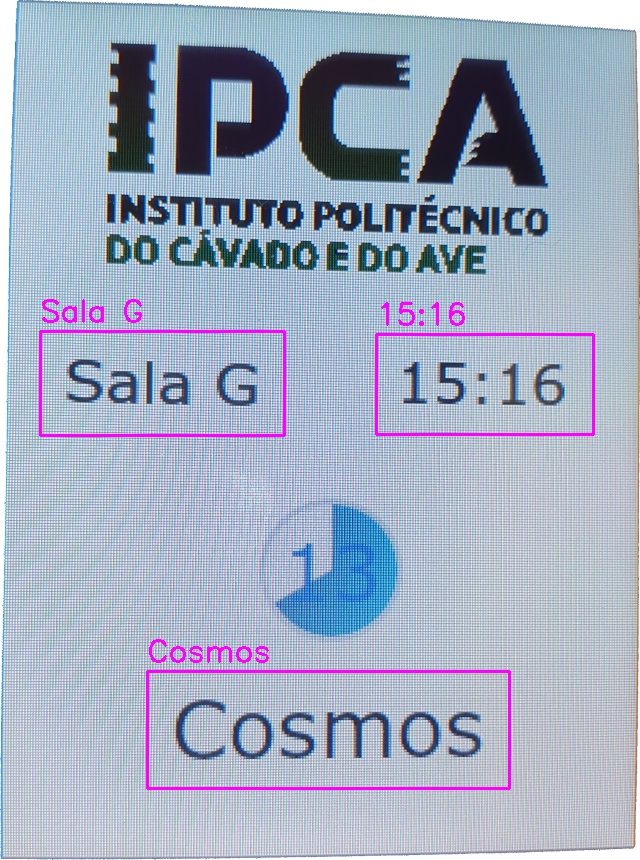 IPCA
INSTITUTO POLITÉCNICO
DO CÁVADO E DO AVE
Sala G 15:16
Sala G 15:16
13
Cosmos
Cosmos